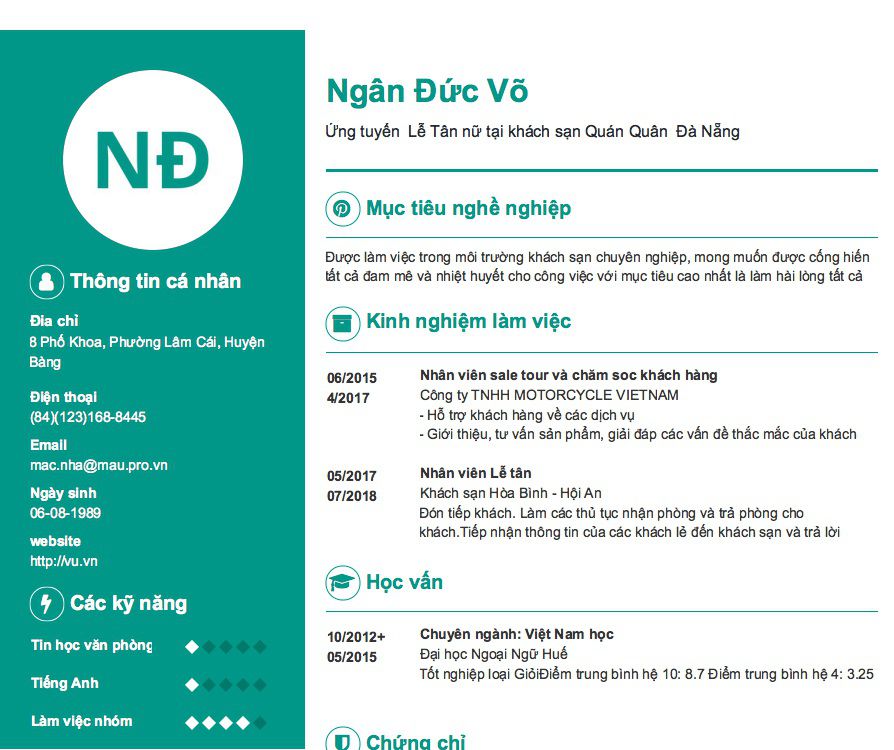 NĐ
Thông tin cá nhân
Đia chỉ
8 Phố Khoa, Phường Lâm Cái, Huyện
Bàng
Điện thoại
(84)(123)168-8445
Email
mac.nha@mau.pro.vn
Ngày sinh
06-08-1989
website
http://vu.vn
Các kỹ năng
Tin học văn phòng
Tiếng Anh
Làm việc nhóm
Ngân Đức Võ
Ứng tuyển Lễ Tân nữ tại khách sạn Quán Quân Đà Nẵng
Mục tiêu nghề nghiệp
Được làm việc trong môi trường khách sạn chuyên nghiệp, mong muốn được cống hiến
tất cả đam mê và nhiệt huyết cho công việc với mục tiêu cao nhất là làm hài lòng tất cả
Kinh nghiệm làm việc
06/2015
4/2017
Nhân viên sale tour và chăm soc khách hàng
Công ty TNHH MOTORCYCLE VIETNAM
- Hỗ trợ khách hàng về các dịch vụ
- Giới thiệu, tư vấn sản phẩm, giải đáp các vấn đề thắc mắc của khách
05/2017
07/2018
Nhân viên Lễ tân
Khách sạn Hòa Bình - Hội An
Đón tiếp khách. Làm các thủ tục nhận phòng và trả phòng cho
khách.Tiếp nhận thông tin của các khách lẻ đến khách sạn và trả lời
Học vấn
10/2012+
05/2015
Chuyên ngành: Việt Nam học
Đại học Ngoại Ngữ Huế
Tốt nghiệp loại GiỏiĐiểm trung bình hệ 10: 8.7 Điểm trung bình hệ 4: 3.25
Chứng chỉ